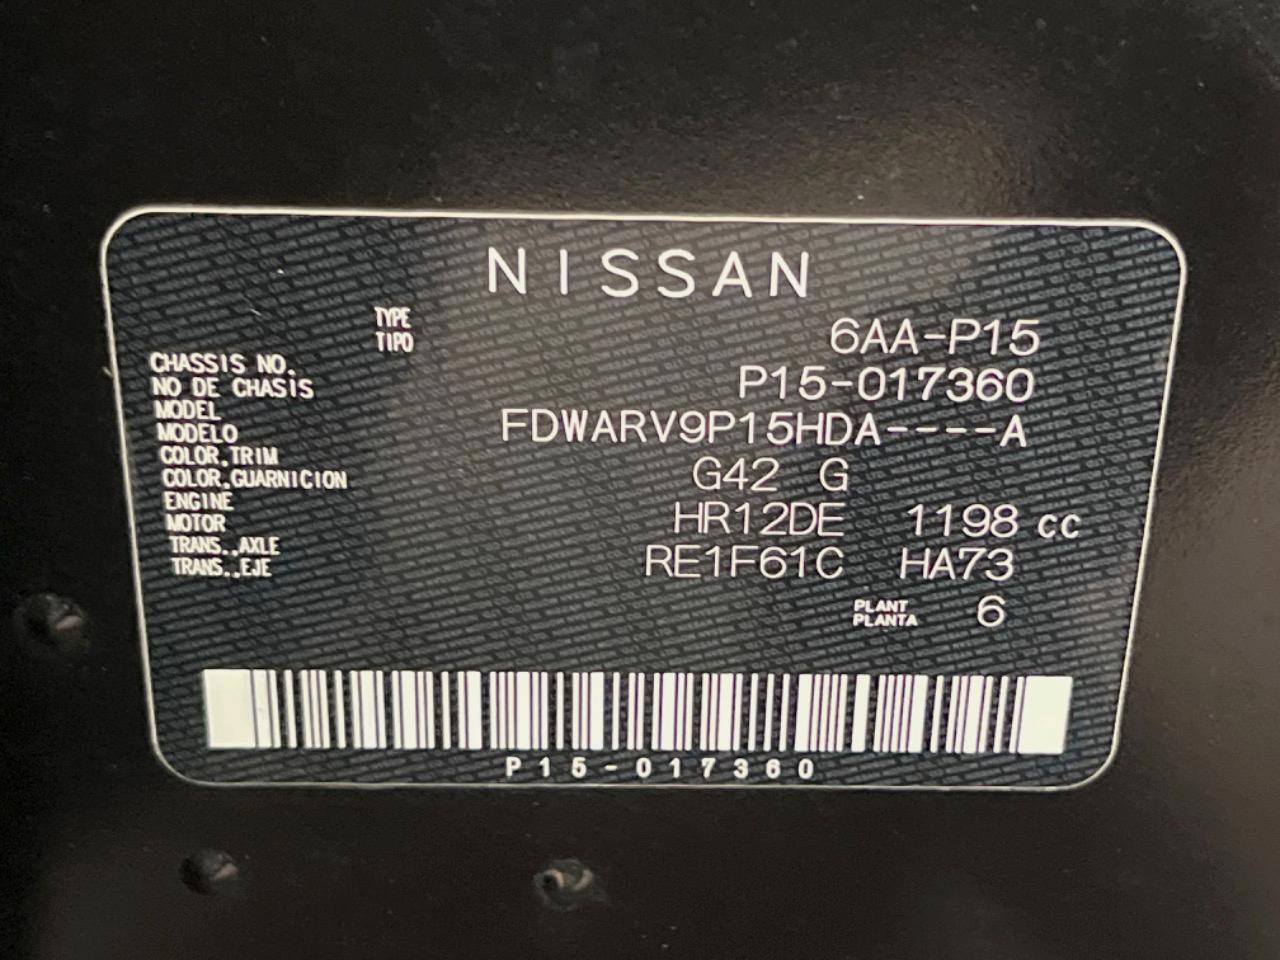 NISSAN
TYPE
TIPO 6AA-P15
CHASSIS NO.
NO DE CHASIS P15-017360
MODEL
MODELO FDWARV9P15HDA----A
COLOR,TRIM
COLOR,GUARNICION G42 G
ENGINE
MOTOR HR12DE 1198 cc
TRANS.,AXLE
TRANS.,EJE RE1F61C HA73
PLANT
PLANTA 6
P15-017360